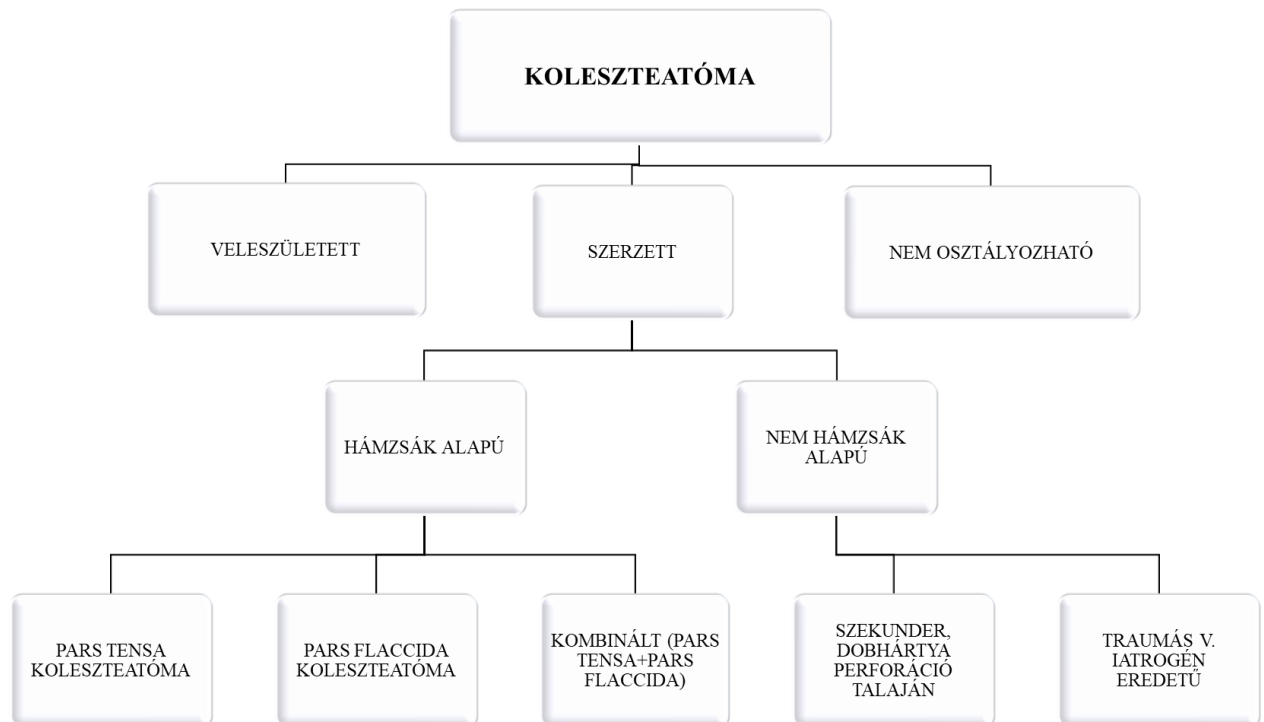 KOLESZTEATÓMA
VELESZÜLETETT
SZERZETT
NEM OSZTÁLYOZHATÓ
HÁMZSÁK ALAPÚ
NEM HÁMZSÁK
ALAPÚ
PARS TENSA
KOLESZTEATÓMA
PARS FLACCIDA
KOLESZTEATÓMA
KOMBINÁLT (PARS
TENSA+PARS
FLACCIDA)
SZEKUNDER,
DOBHÁRTYA
PERFORÁCIÓ
TALAJÁN
TRAUMÁS V.
IATROGÉN
EREDETŰ